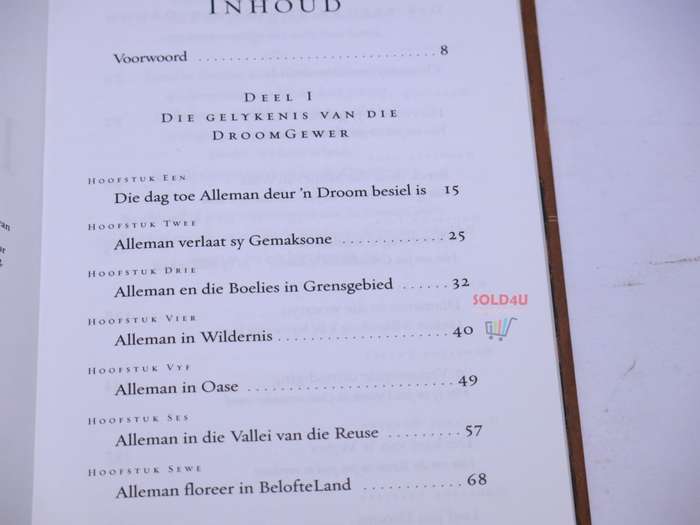 INHOUD
Voorwoord . . . . . . . . . . . . . . . . . . . . . . . . . . . . . . 8
DEEL I
DIE GELYKENIS VAN DIE
DROOMGEWER
HOOFSTUK EEN
Die dag toe Alleman deur 'n Droom besiel is 15
HOOFSTUK TWEE
Alleman verlaat sy Gemaksone . . . . . . . . . . . . . 25
HOOFSTUK DRIE
Alleman en die Boelies in Grensgebied . . . . . . 32
SOLD4U
HOOFSTUK VIER
Alleman in Wildernis . . . . . . . . . . . . . . . . . . . . . 40
HOOFSTUK VYF
Alleman in Oase . . . . . . . . . . . . . . . . . . . . . . . . . 49
HOOFSTUK SES
Alleman in die Vallei van die Reuse . . . . . . . . . 57
HOOFSTUK SEWE
Alleman floreer in BelofteLand . . . . . . . . . . . . . 68